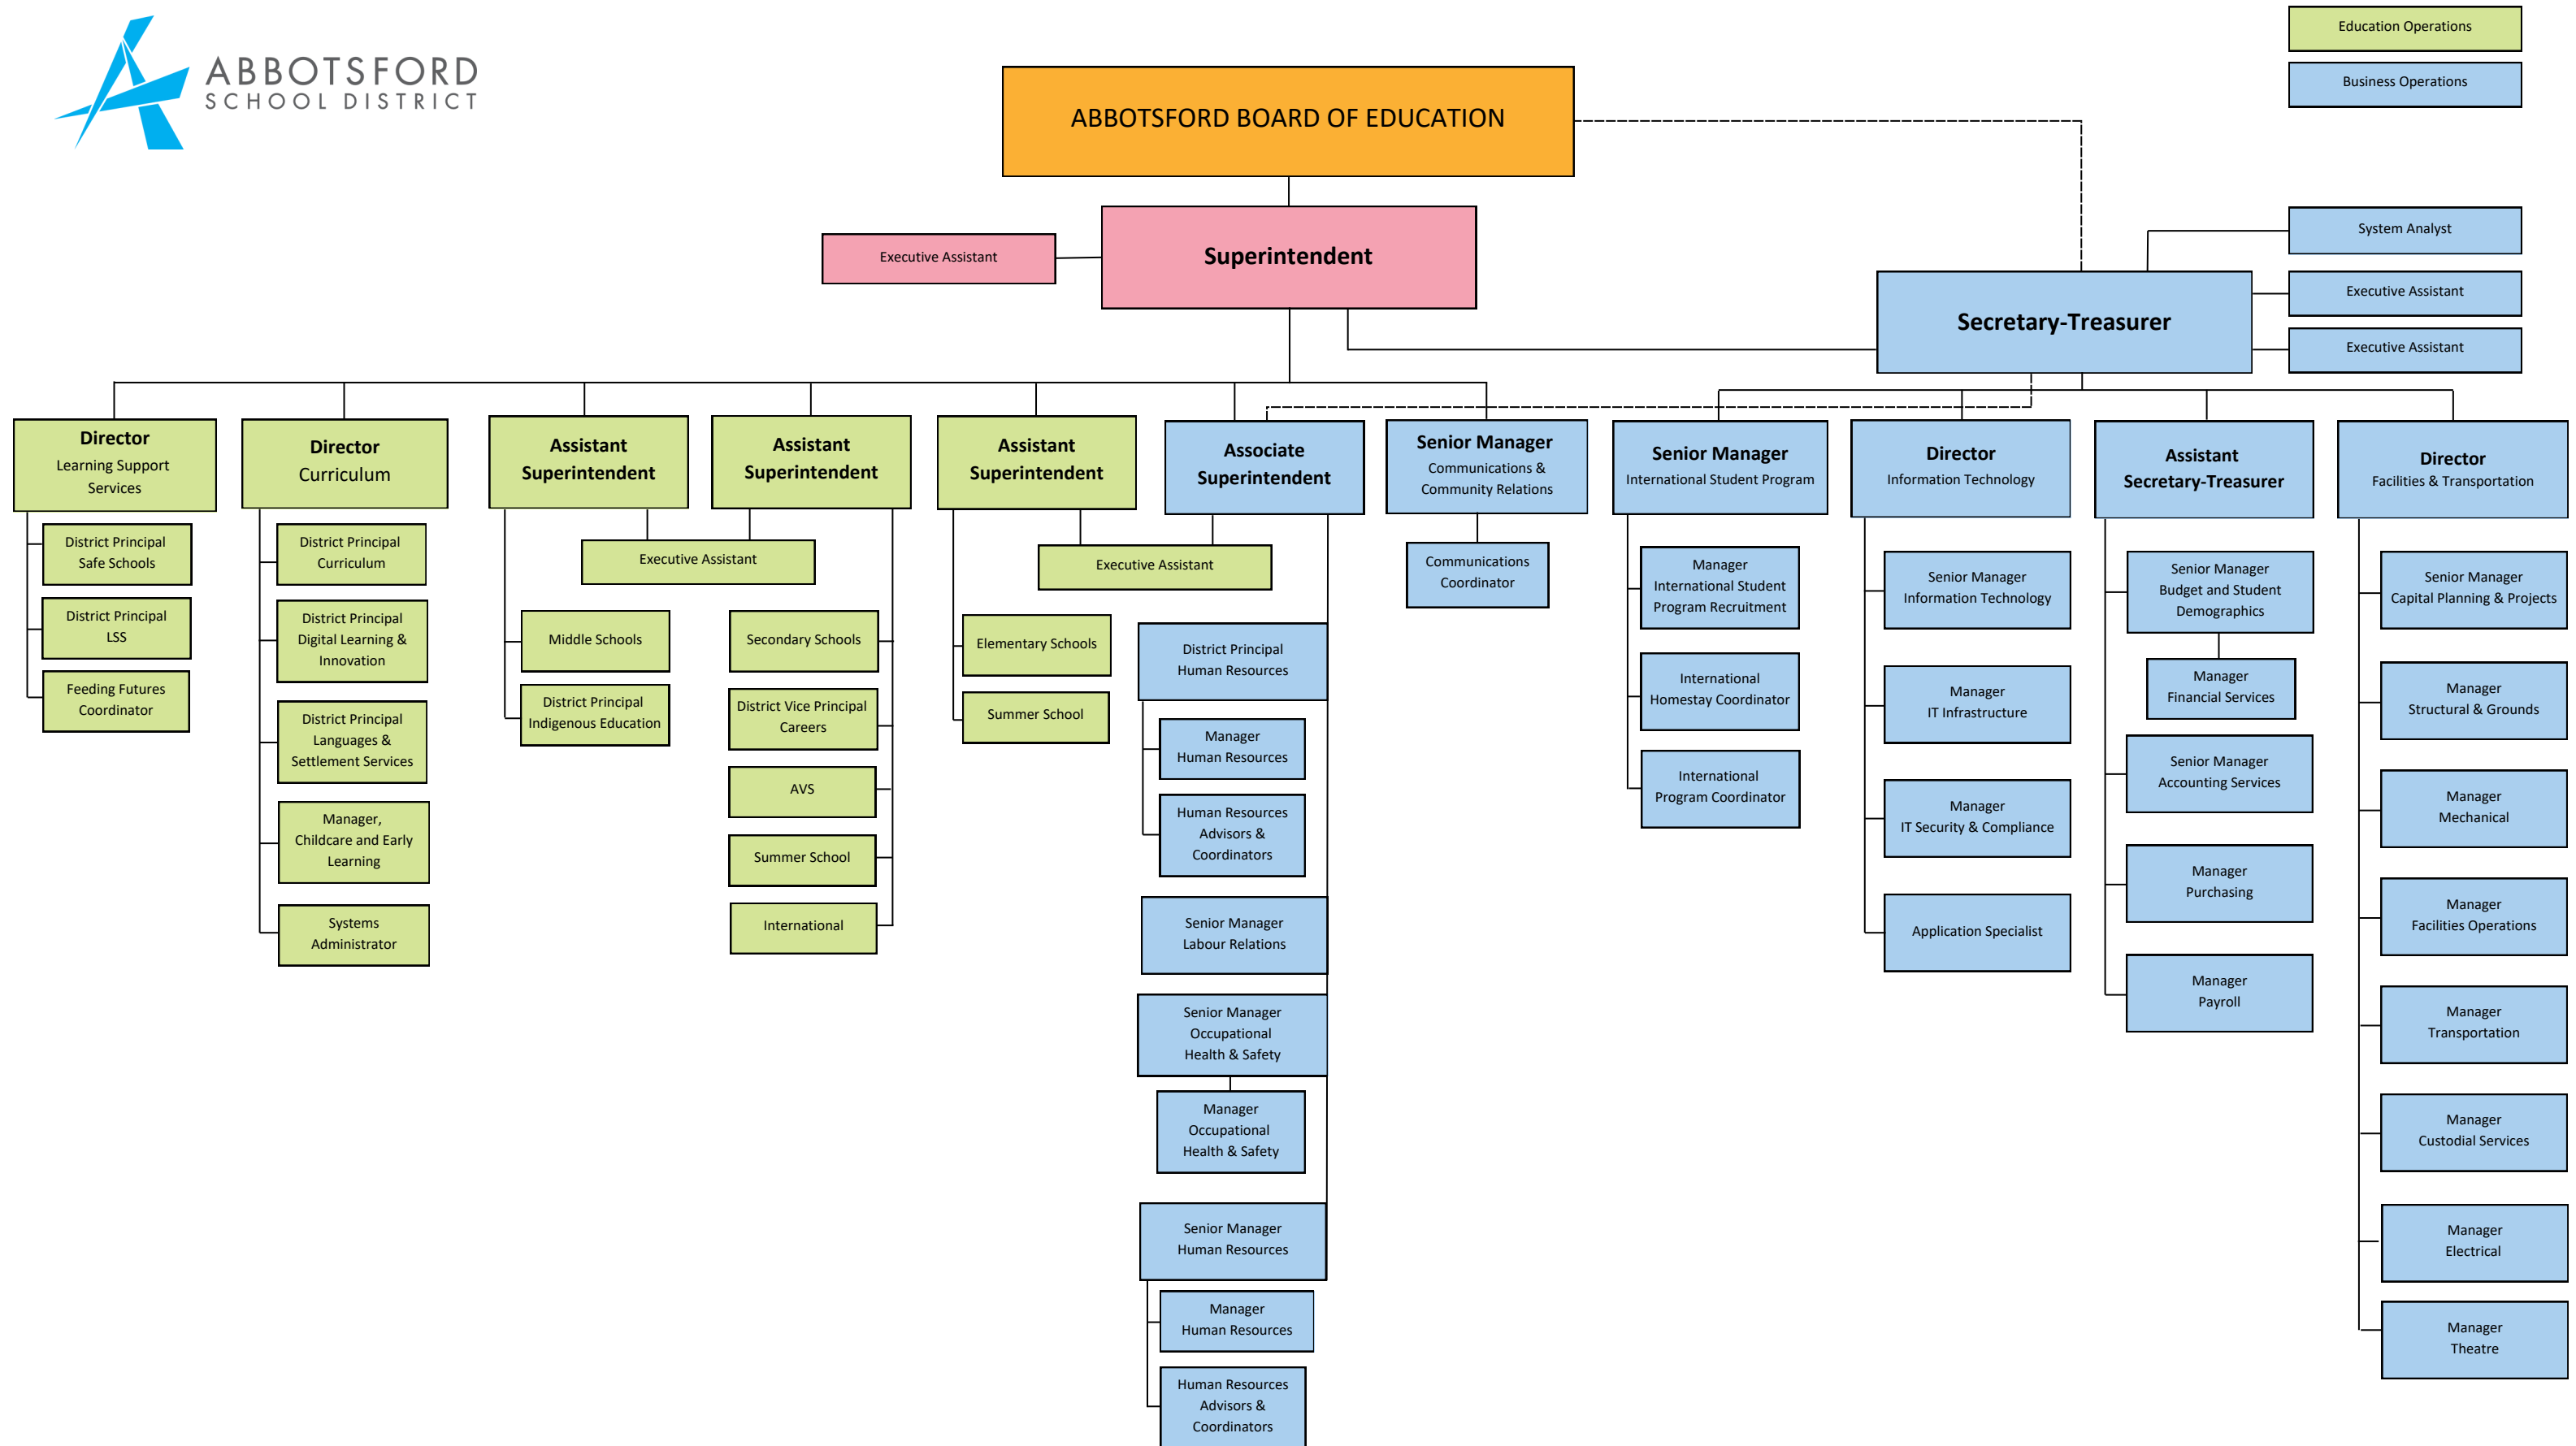 ABBOTSFORD
SCHOOL DISTRICT
Education Operations
Business Operations
ABBOTSFORD BOARD OF EDUCATION
Executive Assistant
Superintendent
System Analyst
Executive Assistant
Executive Assistant
Secretary-Treasurer
Director
Learning Support
Services
District Principal
Safe Schools
District Principal
LSS
Feeding Futures
Coordinator
Director
Curriculum
District Principal
Curriculum
District Principal
Digital Learning &
Innovation
District Principal
Languages &
Settlement Services
Manager,
Childcare and Early
Learning
Systems
Administrator
Assistant
Superintendent
Executive Assistant
Middle Schools
District Principal
Indigenous Education
Assistant
Superintendent
Secondary Schools
District Vice Principal
Careers
AVS
Summer School
International
Assistant
Superintendent
Executive Assistant
Elementary Schools
Summer School
Associate
Superintendent
District Principal
Human Resources
Manager
Human Resources
Human Resources
Advisors &
Coordinators
Senior Manager
Labour Relations
Senior Manager
Occupational
Health & Safety
Manager
Occupational
Health & Safety
Senior Manager
Human Resources
Manager
Human Resources
Human Resources
Advisors &
Coordinators
Senior Manager
Communications &
Community Relations
Communications
Coordinator
Senior Manager
International Student Program
Manager
International Student
Program Recruitment
International
Homestay Coordinator
International
Program Coordinator
Director
Information Technology
Senior Manager
Information Technology
Manager
IT Infrastructure
Manager
IT Security & Compliance
Application Specialist
Assistant
Secretary-Treasurer
Senior Manager
Budget and Student
Demographics
Manager
Financial Services
Senior Manager
Accounting Services
Manager
Purchasing
Manager
Payroll
Director
Facilities & Transportation
Senior Manager
Capital Planning & Projects
Manager
Structural & Grounds
Manager
Mechanical
Manager
Facilities Operations
Manager
Transportation
Manager
Custodial Services
Manager
Electrical
Manager
Theatre